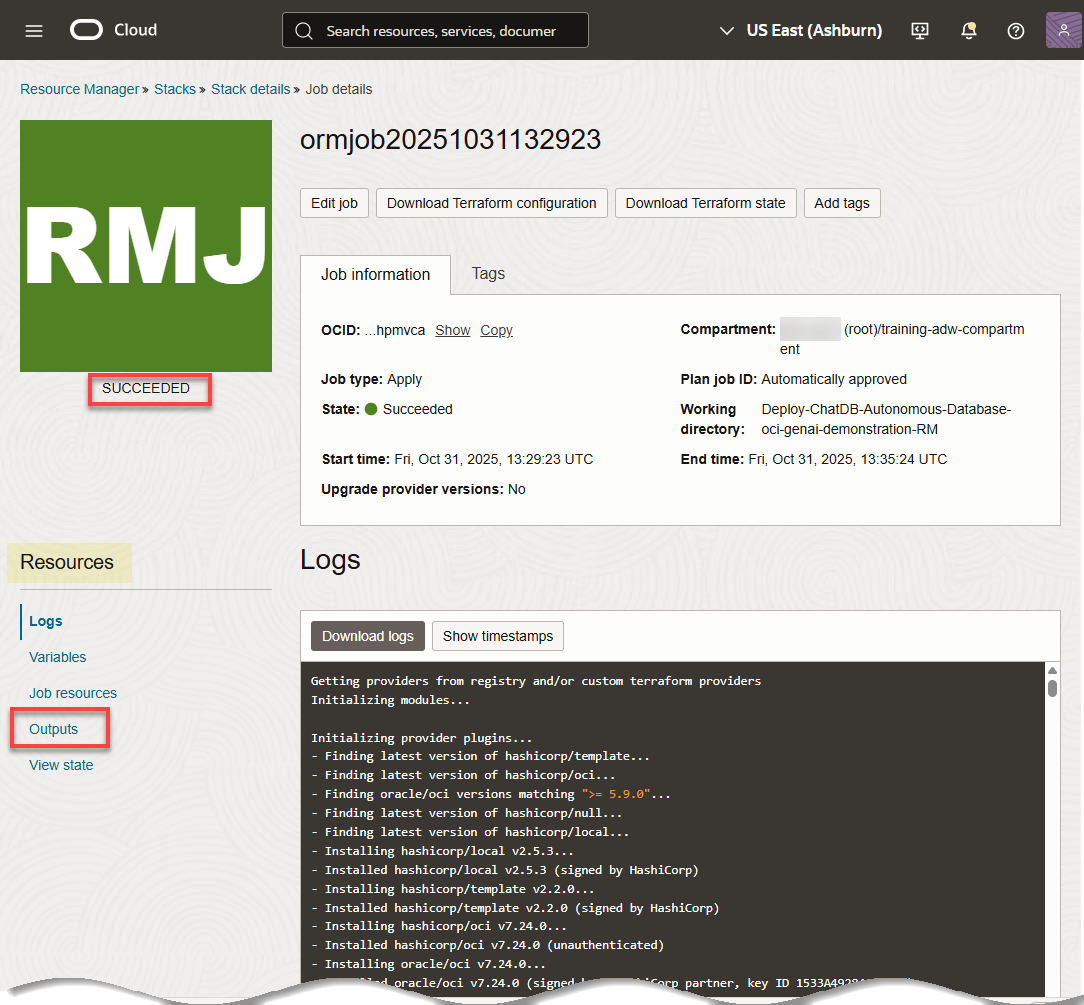 Cloud
Search resources, services, documer
US East (Ashburn)
Resource Manager » Stacks » Stack details » Job details
RMJ
SUCCEEDED
ormjob20251031132923
Edit job
Download Terraform configuration
Download Terraform state
Add tags
Job information
Tags
OCID: ...hpmvca Show Copy
Compartment: (root)/training-adw-compartm
ent
Job type: Apply
Plan job ID: Automatically approved
State: Succeeded
Working directory: Deploy-ChatDB-Autonomous-Database-
oci-genai-demonstration-RM
Start time: Fri, Oct 31, 2025, 13:29:23 UTC
End time: Fri, Oct 31, 2025, 13:35:24 UTC
Upgrade provider versions: No
Resources
Logs
Variables
Job resources
Outputs
View state
Logs
Download logs
Show timestamps
Getting providers from registry and/or custom terraform providers
Initializing modules...
Initializing provider plugins...
- Finding latest version of hashicorp/template...
- Finding latest version of hashicorp/oci...
- Finding oracle/oci versions matching ">= 5.9.0"...
- Finding latest version of hashicorp/null...
- Finding latest version of hashicorp/local...
- Installing hashicorp/local v2.5.3...
- Installed hashicorp/local v2.5.3 (signed by HashiCorp)
- Installing hashicorp/template v2.2.0...
- Installed hashicorp/template v2.2.0 (signed by HashiCorp)
- Installing hashicorp/oci v7.24.0...
- Installed hashicorp/oci v7.24.0 (unauthenticated)
- Installing oracle/oci v7.24.0...
oracle/oci v7.24.0 (signed partner, key ID